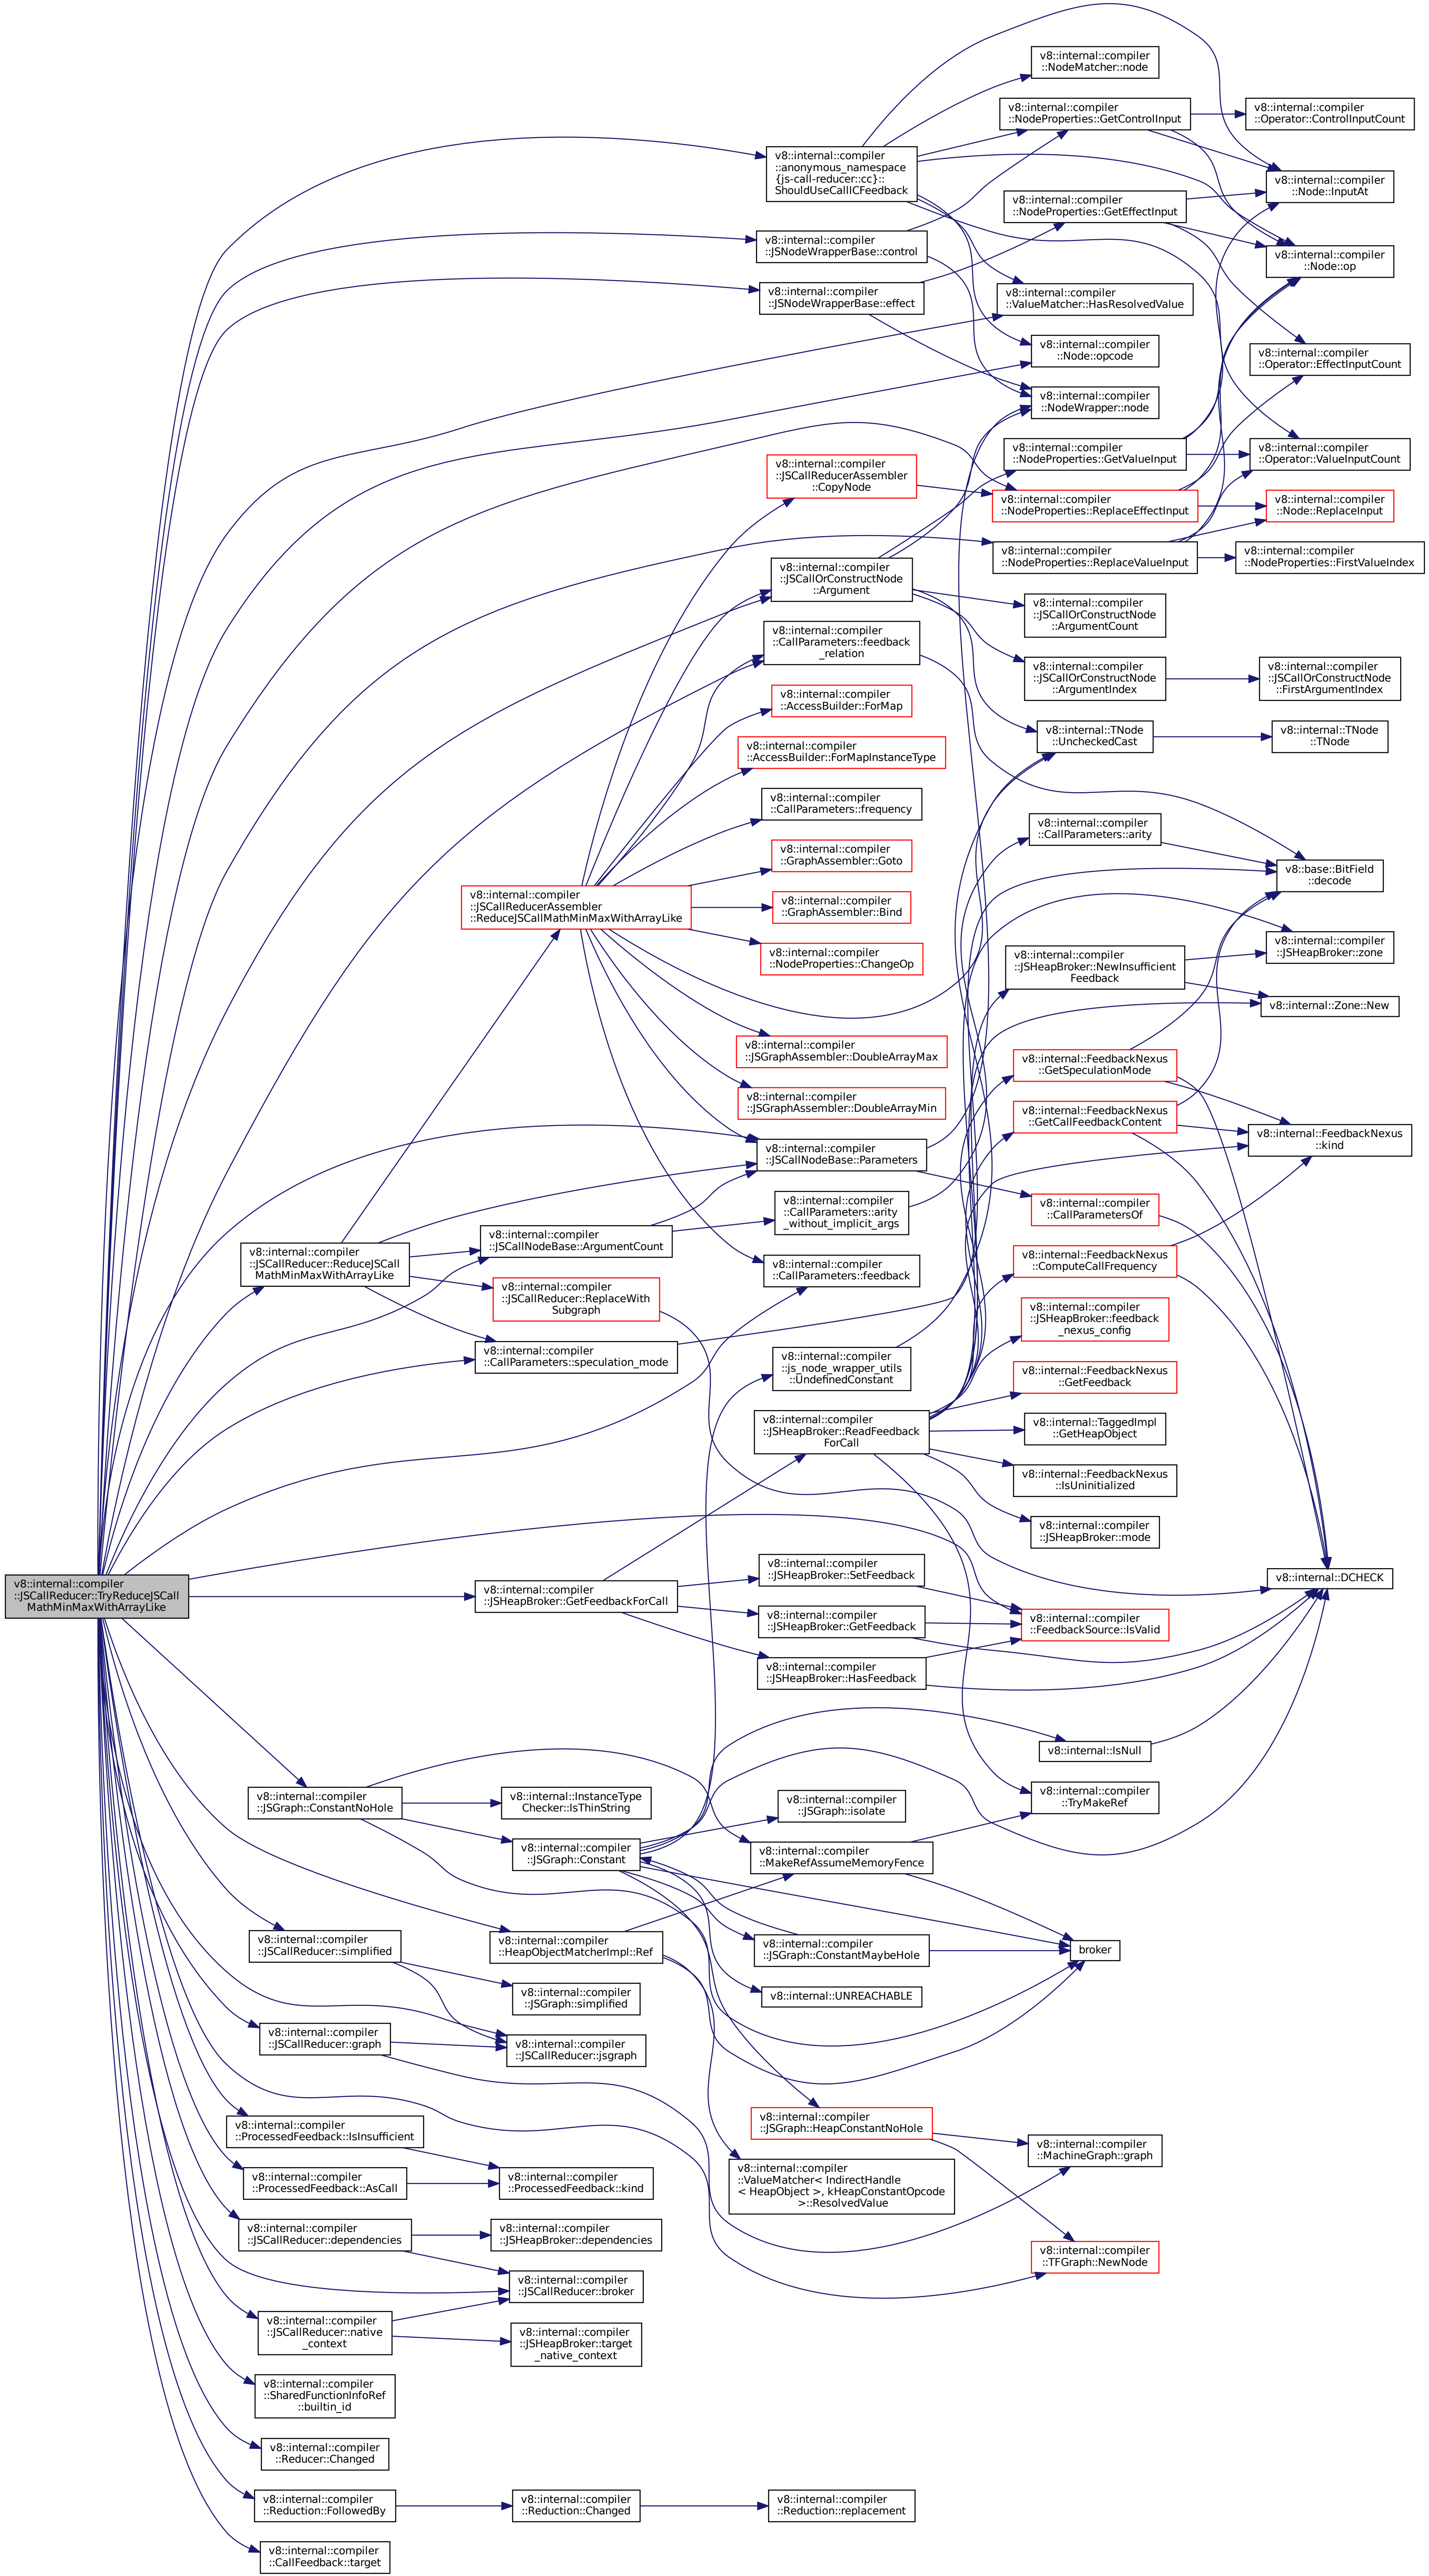 v8::internal::compiler
::NodeMatcher::node
v8::internal::compiler
::NodeProperties::GetControlInput
v8::internal::compiler
::Operator::ControlInputCount
v8::internal::compiler
::anonymous_namespace
{js-call-reducer::cc}::
ShouldUseCallICFeedback
v8::internal::compiler
::Node::InputAt
v8::internal::compiler
::NodeProperties::GetEffectInput
v8::internal::compiler
::JSNodeWrapperBase::control
v8::internal::compiler
::Node::op
v8::internal::compiler
::JSNodeWrapperBase::effect
v8::internal::compiler
::ValueMatcher::HasResolvedValue
v8::internal::compiler
::Node::opcode
v8::internal::compiler
::Operator::EffectInputCount
v8::internal::compiler
::NodeWrapper::node
v8::internal::compiler
::NodeProperties::GetValueInput
v8::internal::compiler
::Operator::ValueInputCount
v8::internal::compiler
::JSCallReducerAssembler
::CopyNode
v8::internal::compiler
::NodeProperties::ReplaceEffectInput
v8::internal::compiler
::Node::ReplaceInput
v8::internal::compiler
::NodeProperties::ReplaceValueInput
v8::internal::compiler
::NodeProperties::FirstValueIndex
v8::internal::compiler
::JSCallOrConstructNode
::Argument
v8::internal::compiler
::JSCallOrConstructNode
::ArgumentCount
v8::internal::compiler
::CallParameters::feedback
_relation
v8::internal::compiler
::JSCallOrConstructNode
::ArgumentIndex
v8::internal::compiler
::JSCallOrConstructNode
::FirstArgumentIndex
v8::internal::compiler
::AccessBuilder::ForMap
v8::internal::TNode
::UncheckedCast
v8::internal::TNode
::TNode
v8::internal::compiler
::AccessBuilder::ForMapInstanceType
v8::internal::compiler
::CallParameters::frequency
v8::internal::compiler
::CallParameters::arity
v8::internal::compiler
::GraphAssembler::Goto
v8::base::BitField
::decode
v8::internal::compiler
::JSCallReducerAssembler
::ReduceJSCallMathMinMaxWithArrayLike
v8::internal::compiler
::GraphAssembler::Bind
v8::internal::compiler
::NodeProperties::ChangeOp
v8::internal::compiler
::JSHeapBroker::NewInsufficient
Feedback
v8::internal::compiler
::JSHeapBroker::zone
v8::internal::Zone::New
v8::internal::compiler
::JSGraphAssembler::DoubleArrayMax
v8::internal::FeedbackNexus
::GetSpeculationMode
v8::internal::compiler
::JSGraphAssembler::DoubleArrayMin
v8::internal::FeedbackNexus
::GetCallFeedbackContent
v8::internal::FeedbackNexus
::kind
v8::internal::compiler
::JSCallNodeBase::Parameters
v8::internal::compiler
::CallParameters::arity
_without_implicit_args
v8::internal::compiler
::CallParametersOf
v8::internal::compiler
::JSCallNodeBase::ArgumentCount
v8::internal::compiler
::JSCallReducer::ReduceJSCall
MathMinMaxWithArrayLike
v8::internal::compiler
::CallParameters::feedback
v8::internal::FeedbackNexus
::ComputeCallFrequency
v8::internal::compiler
::JSCallReducer::ReplaceWith
Subgraph
v8::internal::compiler
::JSHeapBroker::feedback
_nexus_config
v8::internal::compiler
::CallParameters::speculation_mode
v8::internal::compiler
::js_node_wrapper_utils
::UndefinedConstant
v8::internal::FeedbackNexus
::GetFeedback
v8::internal::compiler
::JSHeapBroker::ReadFeedback
ForCall
v8::internal::TaggedImpl
::GetHeapObject
v8::internal::FeedbackNexus
::IsUninitialized
v8::internal::compiler
::JSHeapBroker::mode
v8::internal::compiler
::JSCallReducer::TryReduceJSCall
MathMinMaxWithArrayLike
v8::internal::compiler
::JSHeapBroker::GetFeedbackForCall
v8::internal::compiler
::JSHeapBroker::SetFeedback
v8::internal::DCHECK
v8::internal::compiler
::JSHeapBroker::GetFeedback
v8::internal::compiler
::FeedbackSource::IsValid
v8::internal::compiler
::JSHeapBroker::HasFeedback
v8::internal::IsNull
v8::internal::compiler
::JSGraph::ConstantNoHole
v8::internal::InstanceType
Checker::IsThinString
v8::internal::compiler
::JSGraph::isolate
v8::internal::compiler
::TryMakeRef
v8::internal::compiler
::JSGraph::Constant
v8::internal::compiler
::MakeRefAssumeMemoryFence
v8::internal::compiler
::JSCallReducer::simplified
v8::internal::compiler
::HeapObjectMatcherImpl::Ref
v8::internal::compiler
::JSGraph::ConstantMaybeHole
broker
v8::internal::compiler
::JSGraph::simplified
v8::internal::UNREACHABLE
v8::internal::compiler
::JSCallReducer::graph
v8::internal::compiler
::JSCallReducer::jsgraph
v8::internal::compiler
::ProcessedFeedback::IsInsufficient
v8::internal::compiler
::JSGraph::HeapConstantNoHole
v8::internal::compiler
::MachineGraph::graph
v8::internal::compiler
::ProcessedFeedback::AsCall
v8::internal::compiler
::ProcessedFeedback::kind
v8::internal::compiler
::ValueMatcher< IndirectHandle
< HeapObject >, kHeapConstantOpcode
>::ResolvedValue
v8::internal::compiler
::JSCallReducer::dependencies
v8::internal::compiler
::JSHeapBroker::dependencies
v8::internal::compiler
::TFGraph::NewNode
v8::internal::compiler
::JSCallReducer::broker
v8::internal::compiler
::JSCallReducer::native
_context
v8::internal::compiler
::JSHeapBroker::target
_native_context
v8::internal::compiler
::SharedFunctionInfoRef
::builtin_id
v8::internal::compiler
::Reducer::Changed
v8::internal::compiler
::Reduction::FollowedBy
v8::internal::compiler
::Reduction::Changed
v8::internal::compiler
::Reduction::replacement
v8::internal::compiler
::CallFeedback::target